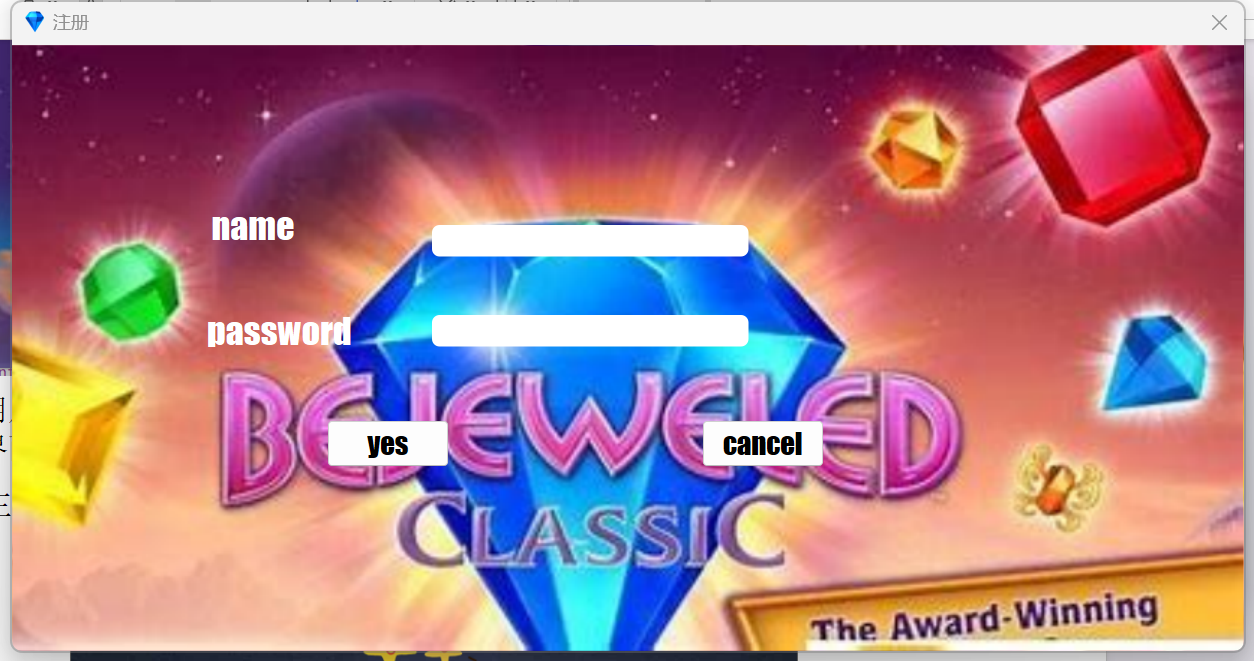 注册
name
password
BEJEWELED
yes
cancel
CLASSIC
The Award-Winning